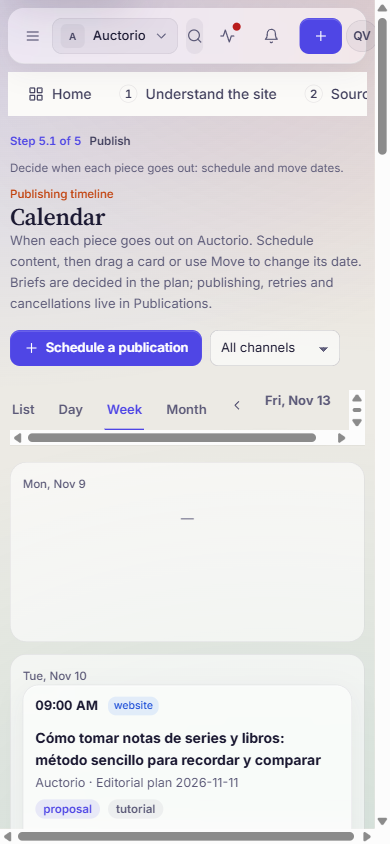 A Auctorio + QV
Home 1 Understand the site 2 Sourc
Step 5.1 of 5 Publish
Decide when each piece goes out: schedule and move dates.
Publishing timeline
Calendar
When each piece goes out on Auctorio. Schedule
content, then drag a card or use Move to change its date.
Briefs are decided in the plan; publishing, retries and
cancellations live in Publications.
+ Schedule a publication All channels
List Day Week Month Fri, Nov 13
Mon, Nov 9
—
Tue, Nov 10
09:00 AM website
Cómo tomar notas de series y libros:
método sencillo para recordar y comparar
Auctorio · Editorial plan 2026-11-11
proposal tutorial